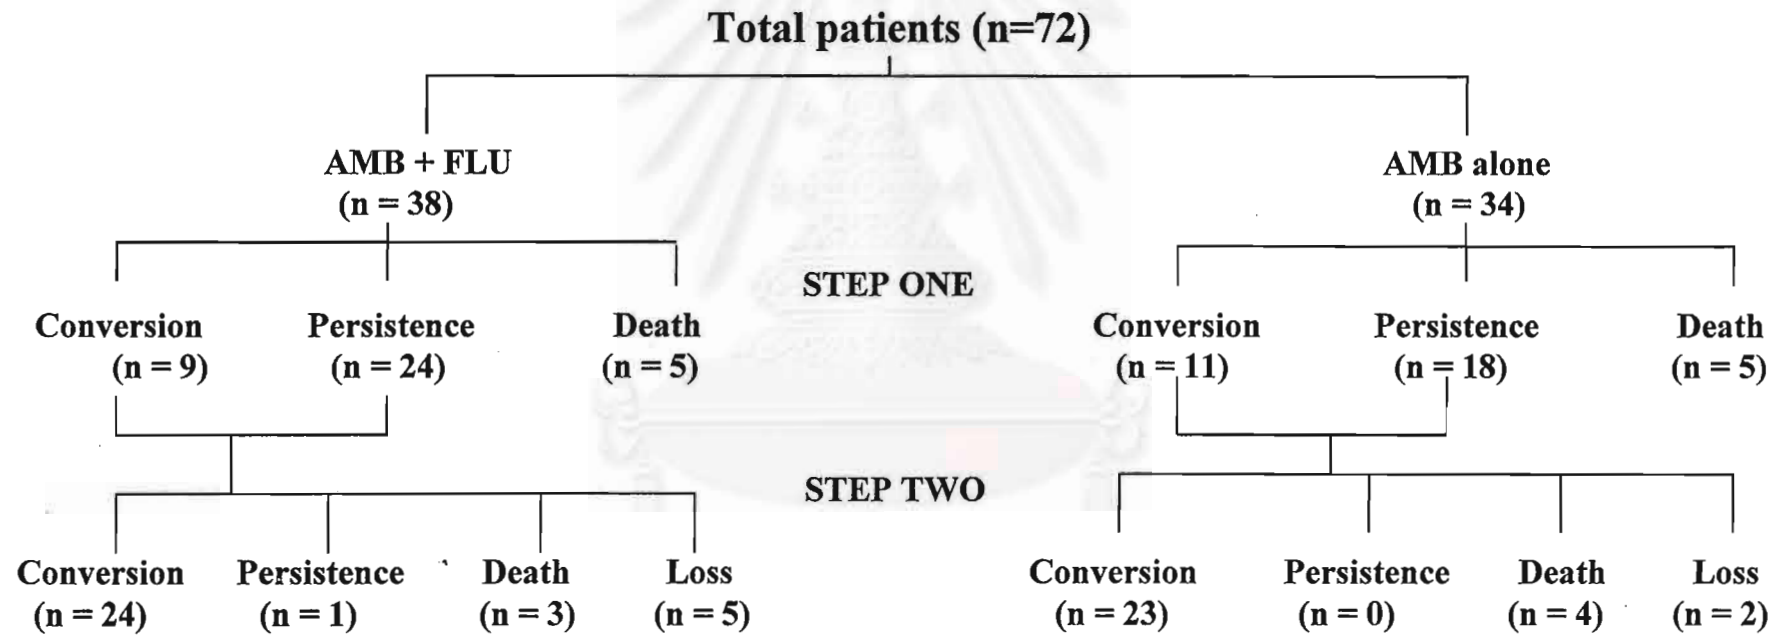 Total patients (n=72)
AMB + FLU
(n = 38)
AMB alone
(n = 34)
STEP ONE
Conversion
(n = 9)
Persistence
(n = 24)
Death
(n = 5)
Conversion
(n = 11)
Persistence
(n = 18)
Death
(n = 5)
STEP TWO
Conversion
(n = 24)
Persistence
(n = 1)
Death
(n = 3)
Loss
(n = 5)
Conversion
(n = 23)
Persistence
(n = 0)
Death
(n = 4)
Loss
(n = 2)